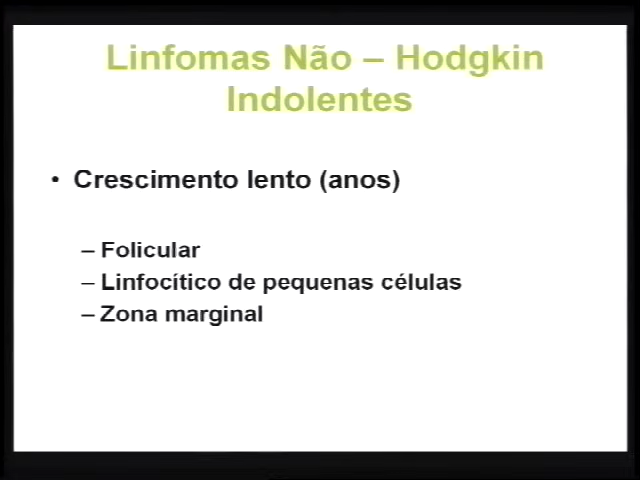 Linfomas Não – Hodgkin
Indolentes
• Crescimento lento (anos)
– Folicular
– Linfocítico de pequenas células
– Zona marginal